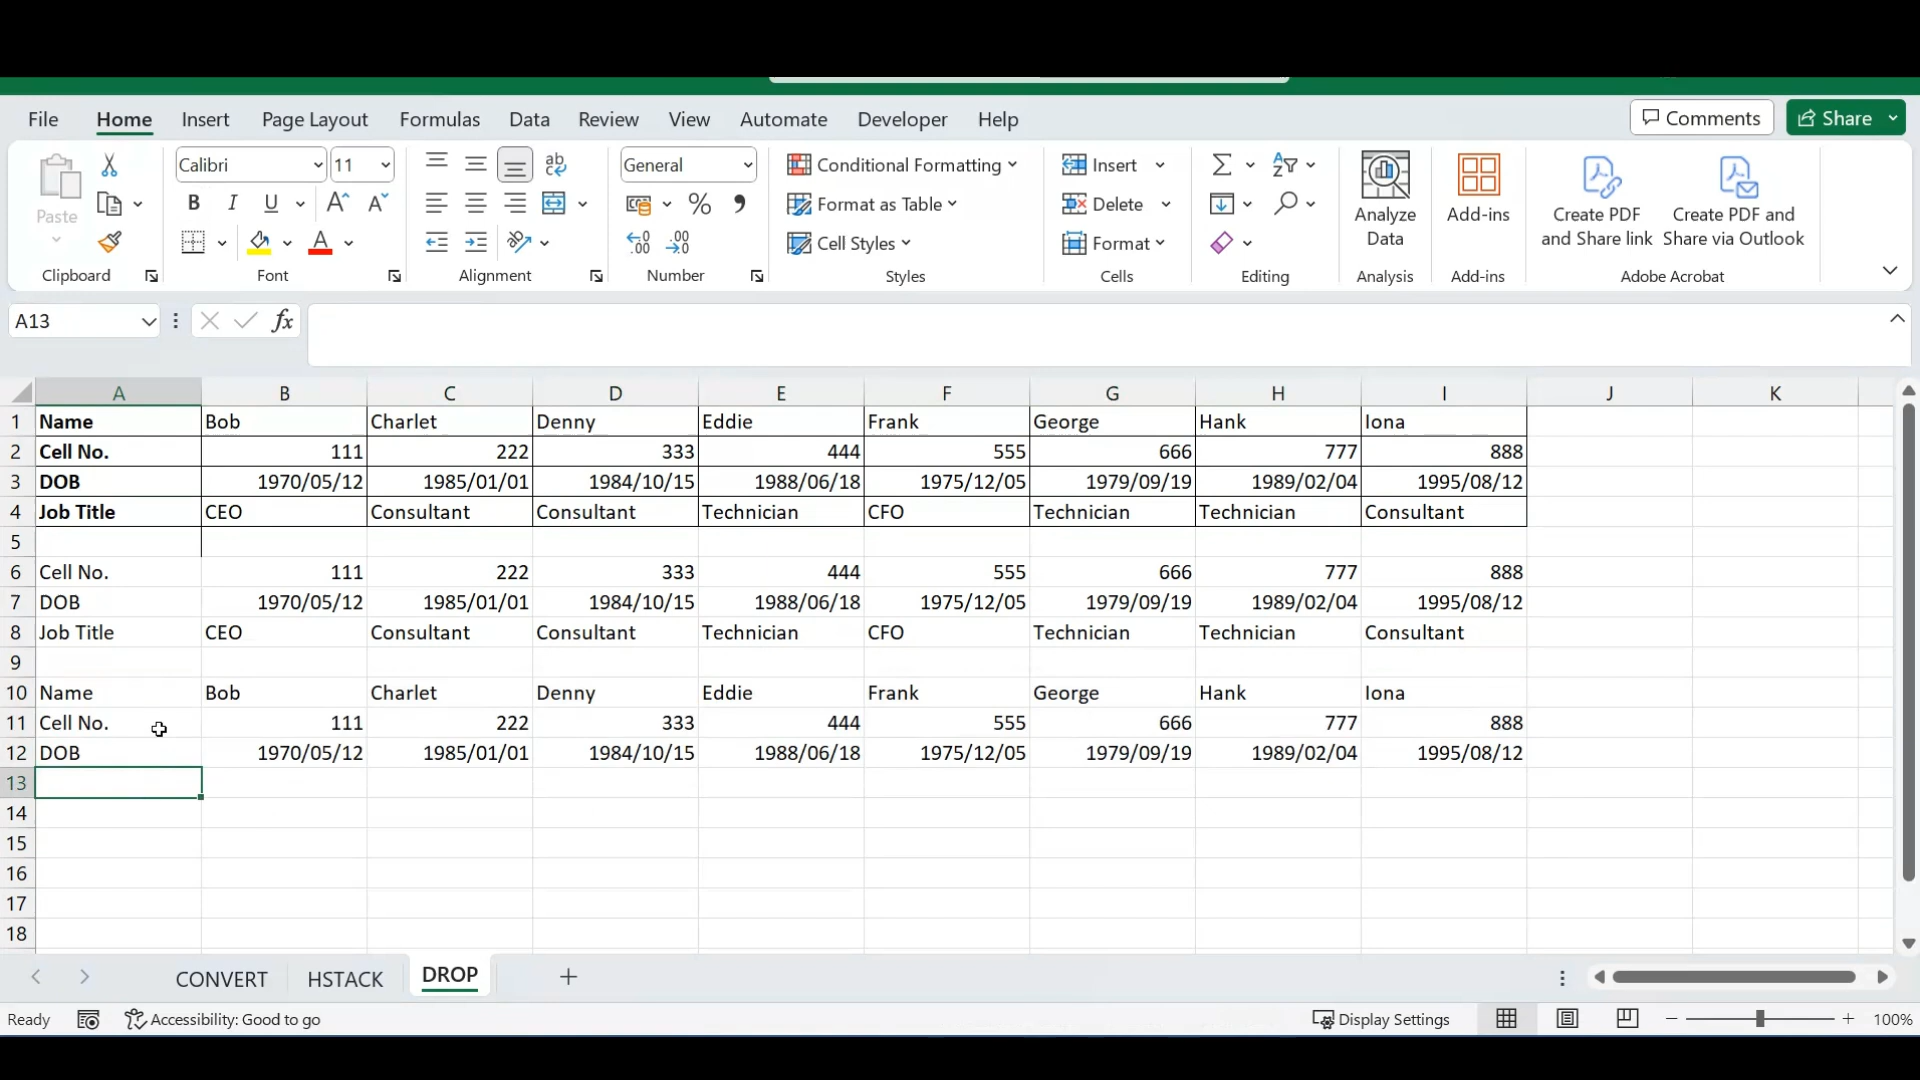 File Home Insert Page Layout Formulas Data Review View Automate Developer Help Comments Share
Paste
Clipboard
Calibri 11
B I U A A
A
Font
ab
Alignment
General
% 9
.00
.00
Number
Conditional Formatting
Format as Table
Cell Styles
Styles
Insert
Delete
Format
Cells
Editing
Analyze
Data
Analysis
Add-ins
Add-ins
Create PDF
and Share link
Create PDF and
Share via Outlook
Adobe Acrobat
A13 fx
A B C D E F G H I J K
1 Name Bob Charlet Denny Eddie Frank George Hank Iona
2 Cell No. 111 222 333 444 555 666 777 888
3 DOB 1970/05/12 1985/01/01 1984/10/15 1988/06/18 1975/12/05 1979/09/19 1989/02/04 1995/08/12
4 Job Title CEO Consultant Consultant Technician CFO Technician Technician Consultant
5
6 Cell No. 111 222 333 444 555 666 777 888
7 DOB 1970/05/12 1985/01/01 1984/10/15 1988/06/18 1975/12/05 1979/09/19 1989/02/04 1995/08/12
8 Job Title CEO Consultant Consultant Technician CFO Technician Technician Consultant
9
10 Name Bob Charlet Denny Eddie Frank George Hank Iona
11 Cell No. 111 222 333 444 555 666 777 888
12 DOB 1970/05/12 1985/01/01 1984/10/15 1988/06/18 1975/12/05 1979/09/19 1989/02/04 1995/08/12
13
14
15
16
17
18
CONVERT HSTACK DROP
Ready Accessibility: Good to go Display Settings 100%